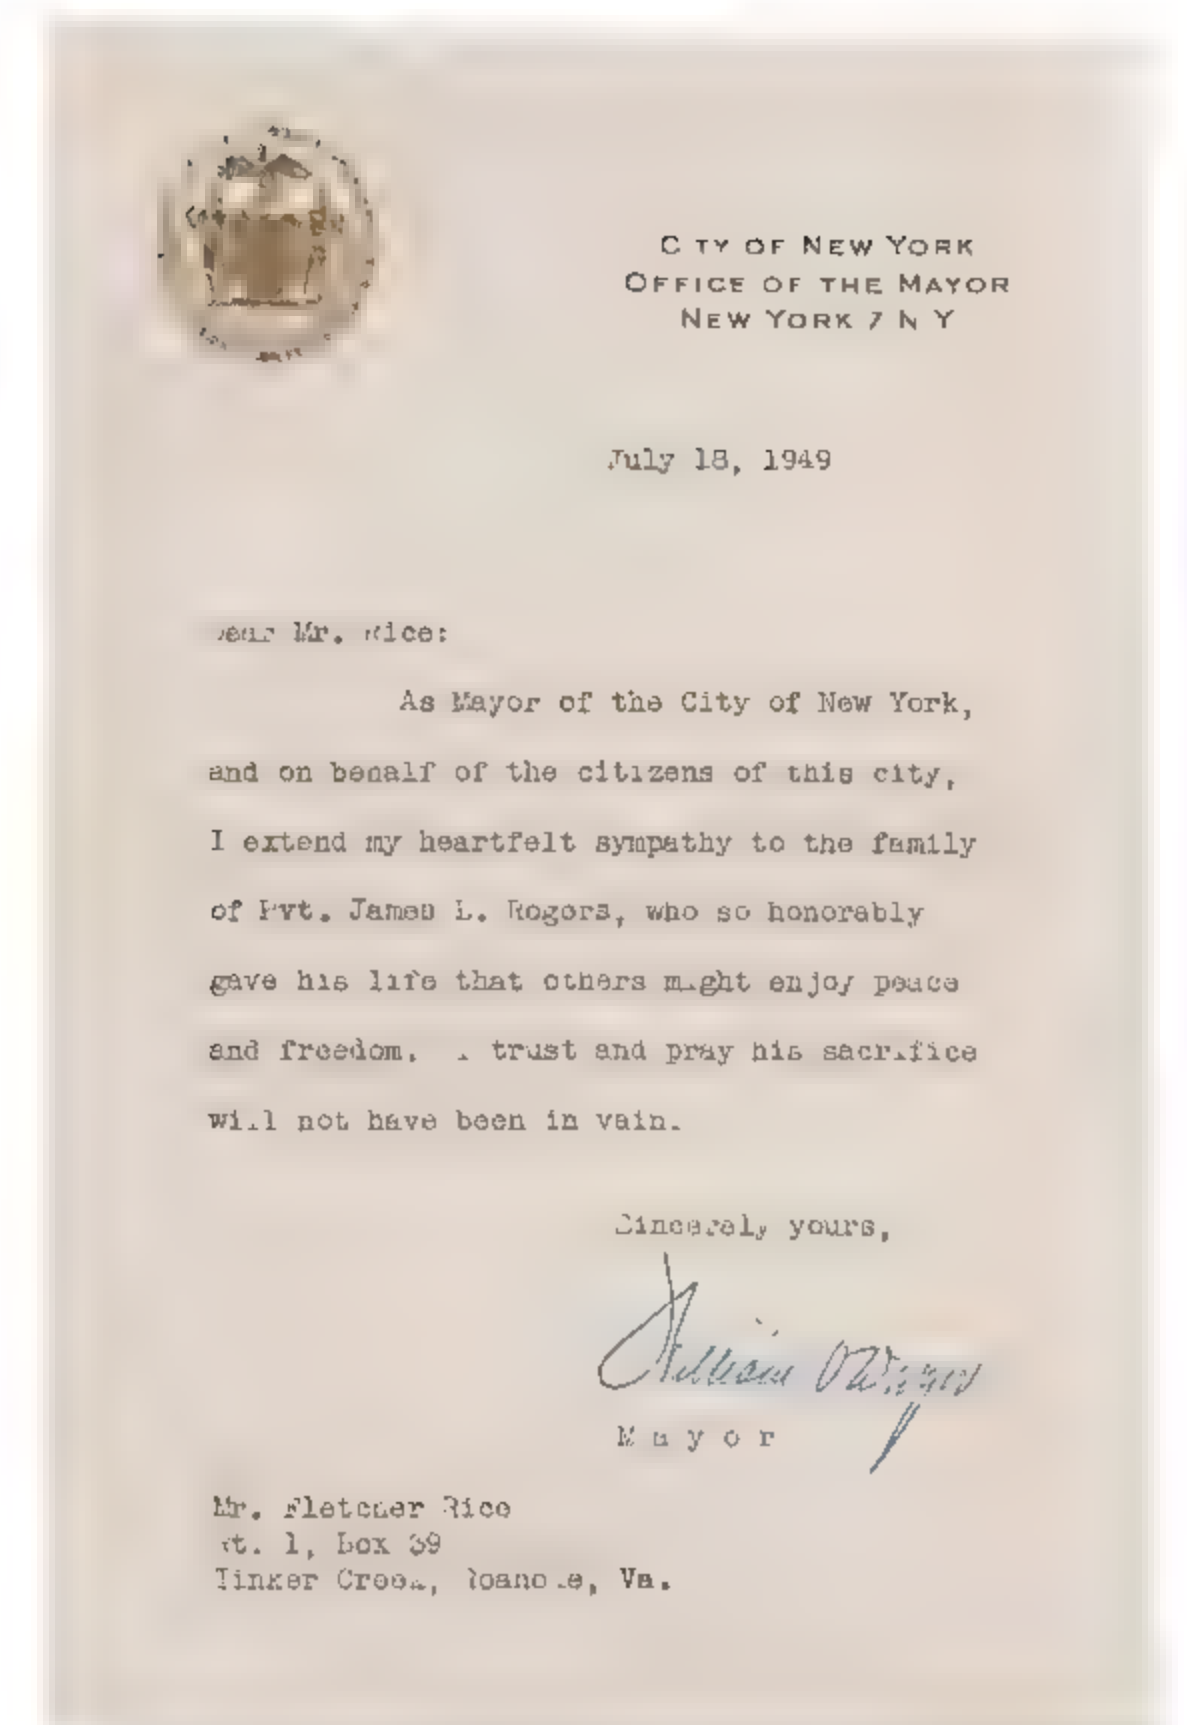 CITY OF NEW YORK
OFFICE OF THE MAYOR
NEW YORK 7 N Y
July 18, 1949
Dear Mr. Rice:
As Mayor of the City of New York,
and on behalf of the citizens of this city,
I extend my heartfelt sympathy to the family
of Pvt. James L. Rogers, who so honorably
gave his life that others might enjoy peace
and freedom. I trust and pray his sacrifice
will not have been in vain.
Sincerely yours,
William O'Dwyer
Mayor
Mr. Fletcher Rice
Rt. 1, Box 39
Tinker Creek, Roanoke, Va.